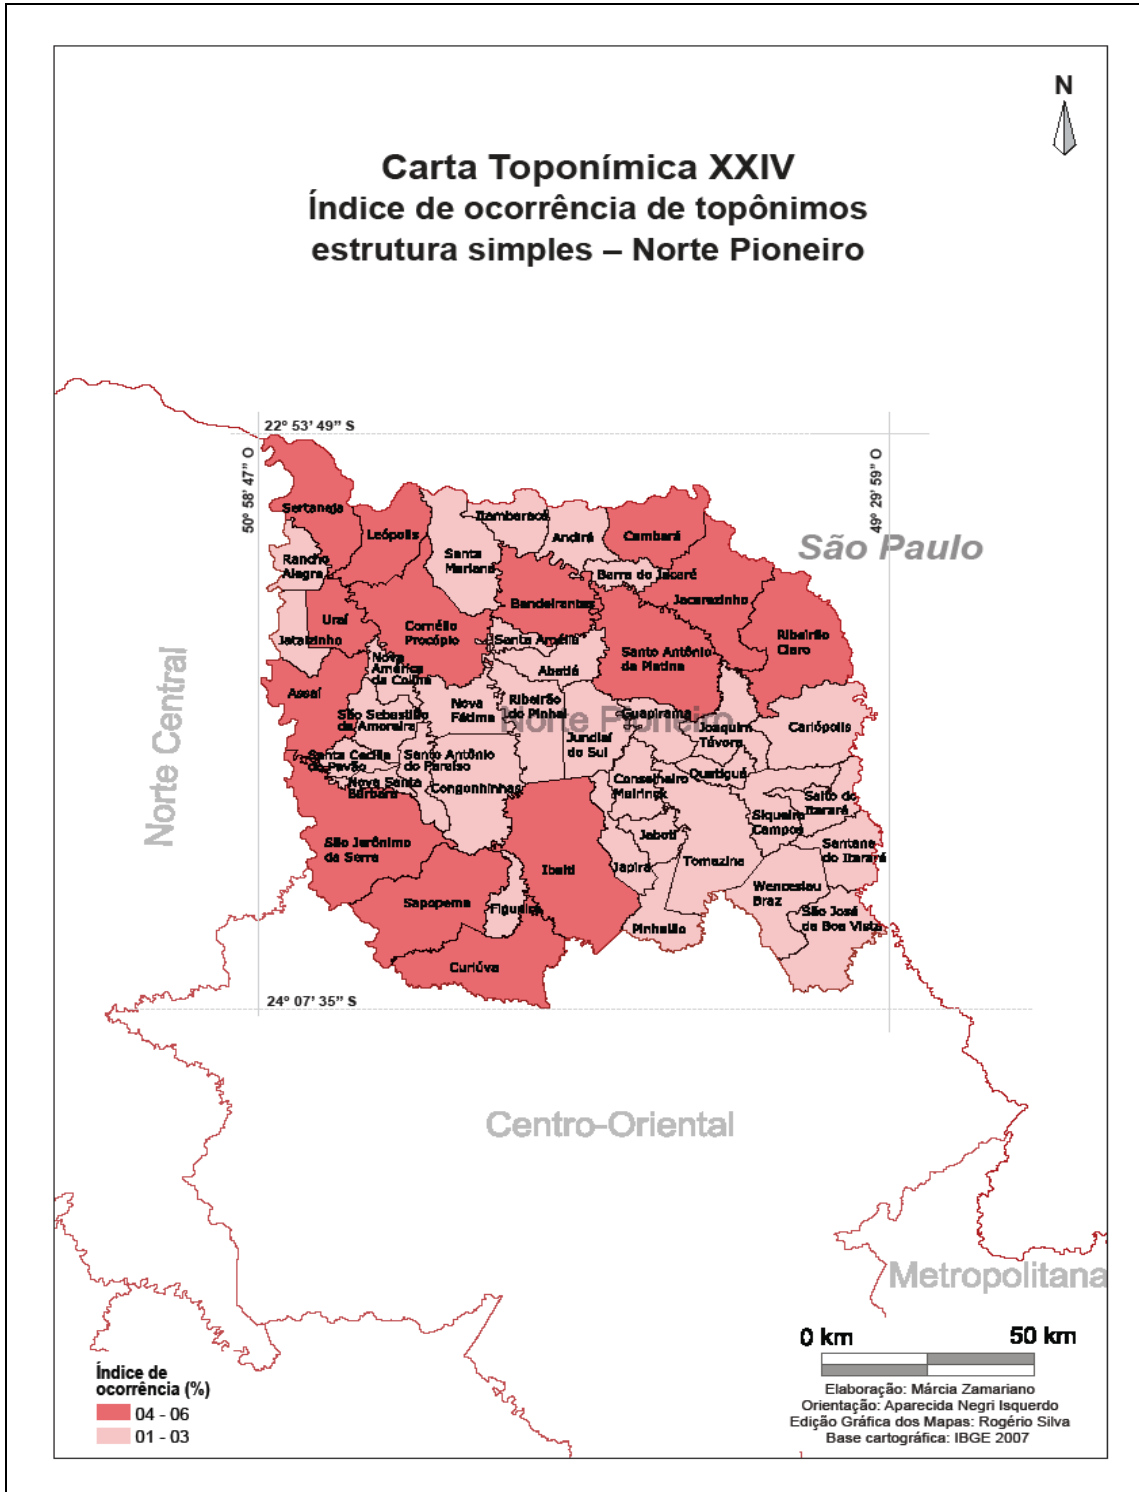 N
Carta Toponímica XXIV
Índice de ocorrência de topônimos
estrutura simples – Norte Pioneiro
22º 53' 49" S
50º 58' 47" O
49º 29' 59" O
São Paulo
Norte Central
Norte Pioneiro
Sertaneja
Leópolis
Itambaracá
Andirá
Cambará
Santa
Mariana
Rancho
Alegre
Barra do Jacaré
Jacarezinho
Bandeirantes
Uraí
Cornélio
Procópio
Ribeirão
Claro
Jataizinho
Santa Amélia
Santo Antônio
da Platina
Abatiá
Nova
América
da Colina
Assaí
Nova
Fátima
Ribeirão
do Pinhal
São Sebastião
da Amoreira
Guapirama
Joaquim
Távora
Carlópolis
Jundiaí
do Sul
Santa Cecília
do Pavão
Santo Antônio
do Paraíso
Quatiguá
Conselheiro
Mairinck
Nova Santa
Bárbara
Congonhinhas
Salto do
Itararé
Siqueira
Campos
Jaboti
São Jerônimo
da Serra
Santana
do Itararé
Ibaiti
Japira
Tomazina
Wenceslau
Braz
Sapopema
Figueira
São José
da Boa Vista
Pinhalão
Curiúva
24º 07' 35" S
Centro-Oriental
Metropolitana
0 km 50 km
Índice de
ocorrência (%)
04 - 06
01 - 03
Elaboração: Márcia Zamariano
Orientação: Aparecida Negri Isquerdo
Edição Gráfica dos Mapas: Rogério Silva
Base cartográfica: IBGE 2007